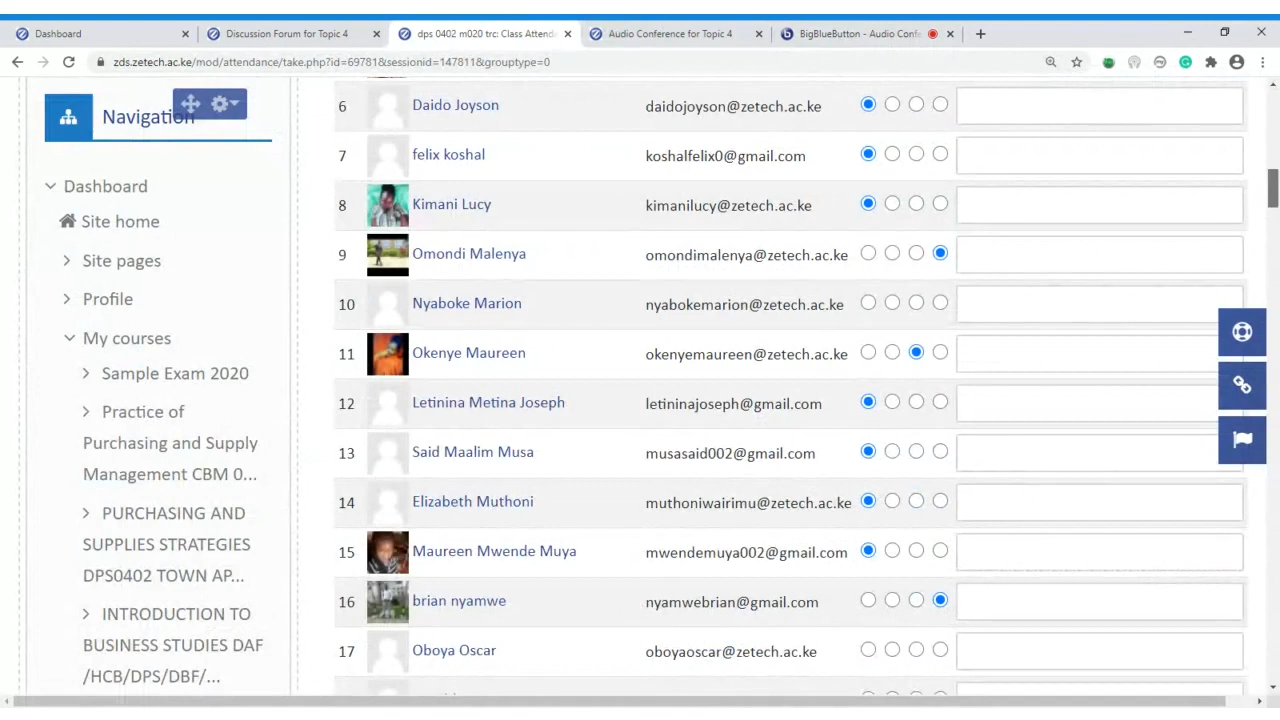 Dashboard
Discussion Forum for Topic 4
dps 0402 m020 trc: Class Attend
Audio Conference for Topic 4
BigBlueButton - Audio Conf
zds.zetech.ac.ke/mod/attendance/take.php?id=69781&sessionid=147811&grouptype=0
Navigation
Dashboard
Site home
Site pages
Profile
My courses
Sample Exam 2020
Practice of
Purchasing and Supply
Management CBM 0...
PURCHASING AND
SUPPLIES STRATEGIES
DPS0402 TOWN AP...
INTRODUCTION TO
BUSINESS STUDIES DAF
/HCB/DPS/DBF/...
6 Daido Joyson daidojoyson@zetech.ac.ke
7 felix koshal koshalfelix0@gmail.com
8 Kimani Lucy kimanilucy@zetech.ac.ke
9 Omondi Malenya omondimalenya@zetech.ac.ke
10 Nyaboke Marion nyabokemarion@zetech.ac.ke
11 Okenye Maureen okenyemaureen@zetech.ac.ke
12 Letinina Metina Joseph letininajoseph@gmail.com
13 Said Maalim Musa musasaid002@gmail.com
14 Elizabeth Muthoni muthoniwairimu@zetech.ac.ke
15 Maureen Mwende Muya mwendemuya002@gmail.com
16 brian nyamwe nyamwebrian@gmail.com
17 Oboya Oscar oboyaoscar@zetech.ac.ke